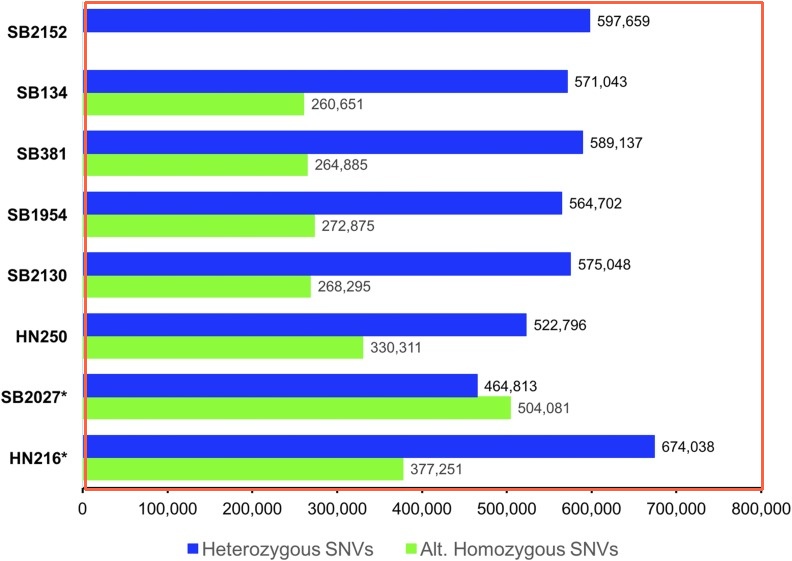 SB2152 597,659
SB134 571,043
260,651
SB381 589,137
264,885
SB1954 564,702
272,875
SB2130 575,048
268,295
HN250 522,796
330,311
SB2027* 464,813
504,081
HN216* 674,038
377,251
0 100,000 200,000 300,000 400,000 500,000 600,000 700,000 800,000
Heterozygous SNVs Alt. Homozygous SNVs